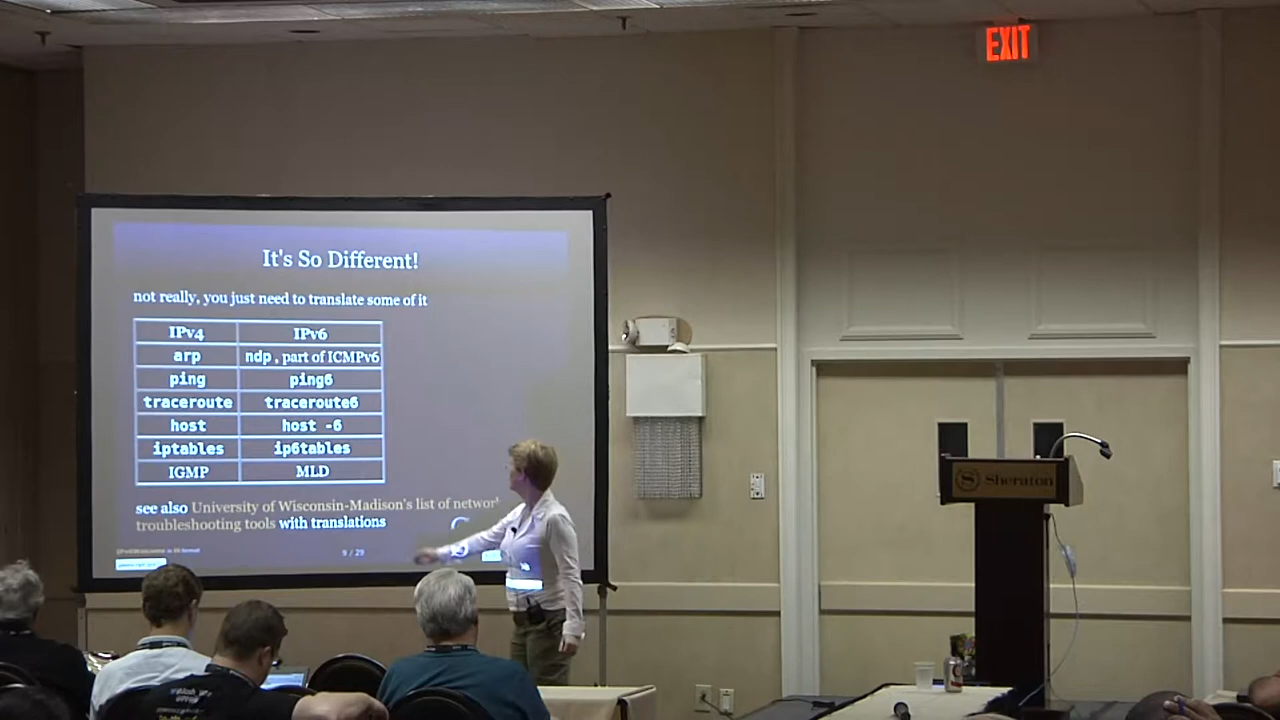 EXIT
It's So Different!
not really, you just need to translate some of it
IPv4 IPv6
arp ndp, part of ICMPv6
ping ping6
traceroute traceroute6
host host -6
iptables ip6tables
IGMP MLD
see also University of Wisconsin-Madison's list of network
troubleshooting tools with translations
9 / 29
Sheraton